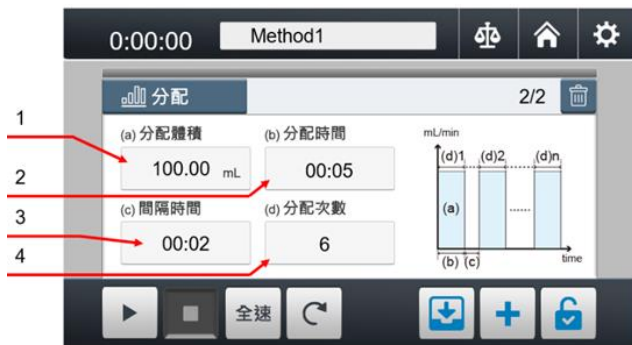 0:00:00 Method1
分配 2/2
1
(a) 分配體積 (b) 分配時間 mL/min
100.00 mL 00:05 (d)1 (d)2 (d)n
2
(c) 間隔時間 (d) 分配次數 (a) ......
3
00:02 6
4
(b) (c) time
全速